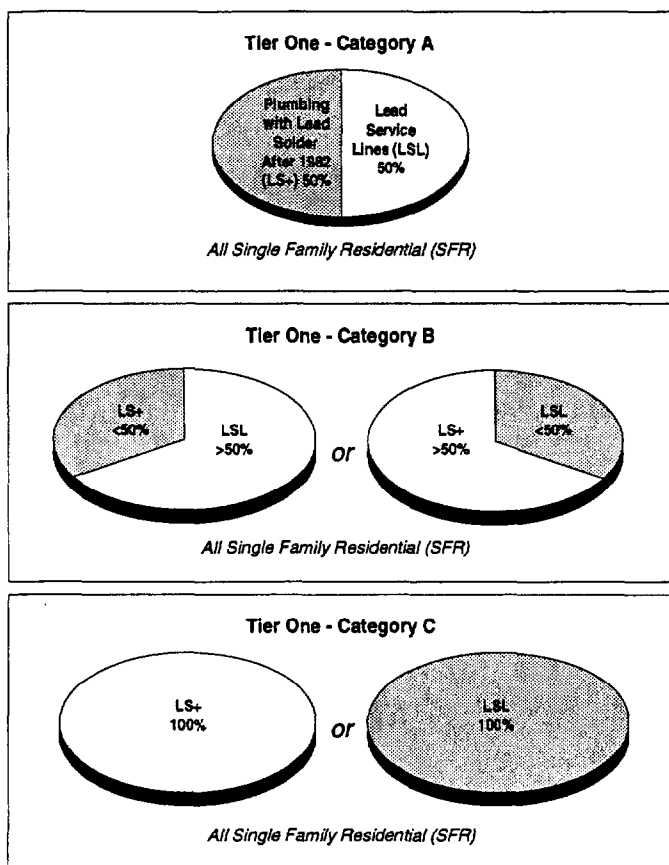 Tier One - Category A
Plumbing
with Lead
Solder
After 1982
(LS+) 50%
Lead
Service
Lines (LSL)
50%
All Single Family Residential (SFR)
Tier One - Category B
LS+
<50%
LSL
>50%
or
LS+
>50%
LSL
<50%
All Single Family Residential (SFR)
Tier One - Category C
LS+
100%
or
LSL
100%
All Single Family Residential (SFR)